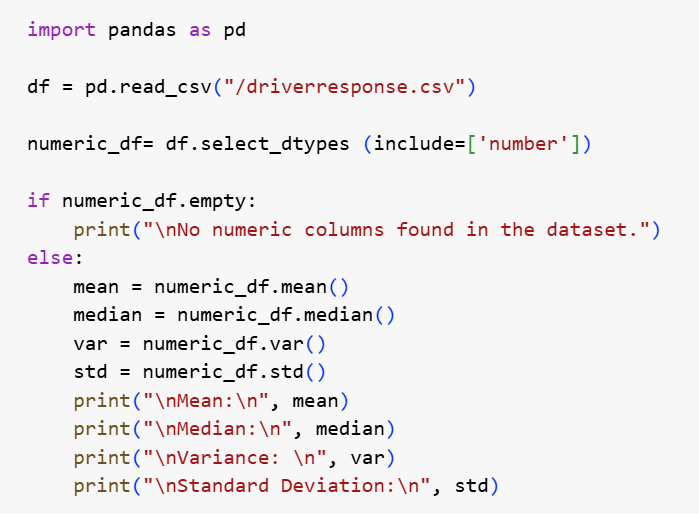 import pandas as pd
df = pd.read_csv("/driverresponse.csv")
numeric_df= df.select_dtypes (include=['number'])
if numeric_df.empty:
    print("\nNo numeric columns found in the dataset.")
else:
    mean = numeric_df.mean()
    median = numeric_df.median()
    var = numeric_df.var()
    std = numeric_df.std()
    print("\nMean:\n", mean)
    print("\nMedian:\n", median)
    print("\nVariance: \n", var)
    print("\nStandard Deviation:\n", std)